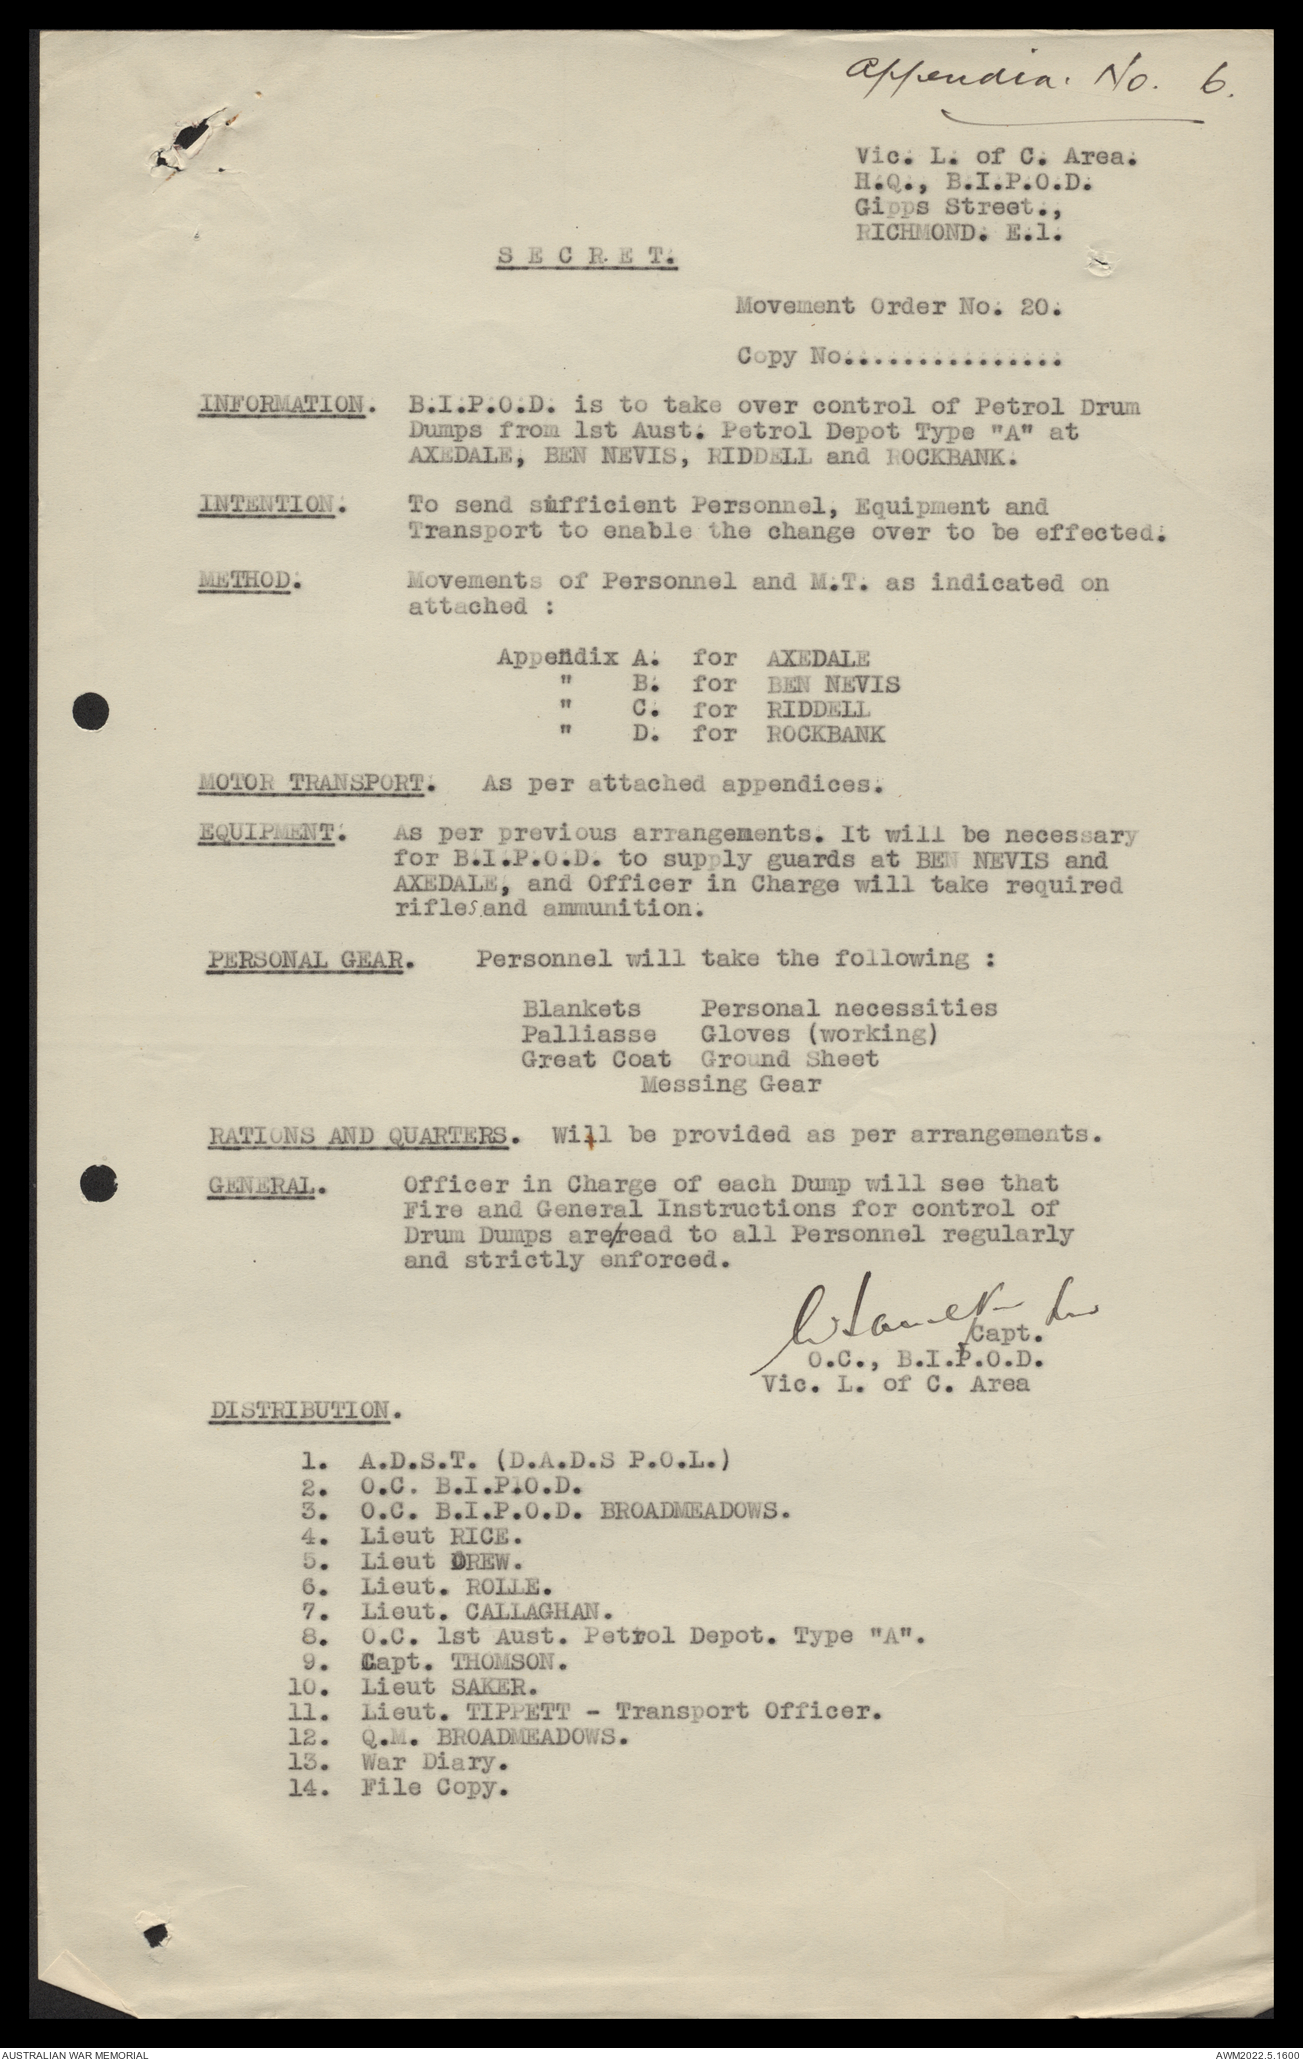 Appendix. No. 6.
Vic. L. of C. Area.
H.Q., B.I.P.O.D.
Gipps Street.,
RICHMOND. E.1.
S E C R E T.
Movement Order No. 20.
Copy No................
INFORMATION. B.I.P.O.D. is to take over control of Petrol Drum
Dumps from 1st Aust. Petrol Depot Type "A" at
AXEDALE, BEN NEVIS, RIDDELL and ROCKBANK.
INTENTION. To send sufficient Personnel, Equipment and
Transport to enable the change over to be effected.
METHOD. Movements of Personnel and M.T. as indicated on
attached :
Appendix A. for AXEDALE
" B. for BEN NEVIS
" C. for RIDDELL
" D. for ROCKBANK
MOTOR TRANSPORT. As per attached appendices.
EQUIPMENT. As per previous arrangements. It will be necessary
for B.I.P.O.D. to supply guards at BEN NEVIS and
AXEDALE, and Officer in Charge will take required
rifles and ammunition.
PERSONAL GEAR. Personnel will take the following :
Blankets Personal necessities
Palliasse Gloves (working)
Great Coat Ground Sheet
Messing Gear
RATIONS AND QUARTERS. Will be provided as per arrangements.
GENERAL. Officer in Charge of each Dump will see that
Fire and General Instructions for control of
Drum Dumps are/read to all Personnel regularly
and strictly enforced.
Capt.
O.C., B.I.P.O.D.
Vic. L. of C. Area
DISTRIBUTION.
1. A.D.S.T. (D.A.D.S P.O.L.)
2. O.C. B.I.P.O.D.
3. O.C. B.I.P.O.D. BROADMEADOWS.
4. Lieut RICE.
5. Lieut DREW.
6. Lieut. ROLLE.
7. Lieut. CALLAGHAN.
8. O.C. 1st Aust. Petrol Depot. Type "A".
9. Capt. THOMSON.
10. Lieut SAKER.
11. Lieut. TIPPETT - Transport Officer.
12. Q.M. BROADMEADOWS.
13. War Diary.
14. File Copy.
AUSTRALIAN WAR MEMORIAL
AWM2022.5.1600